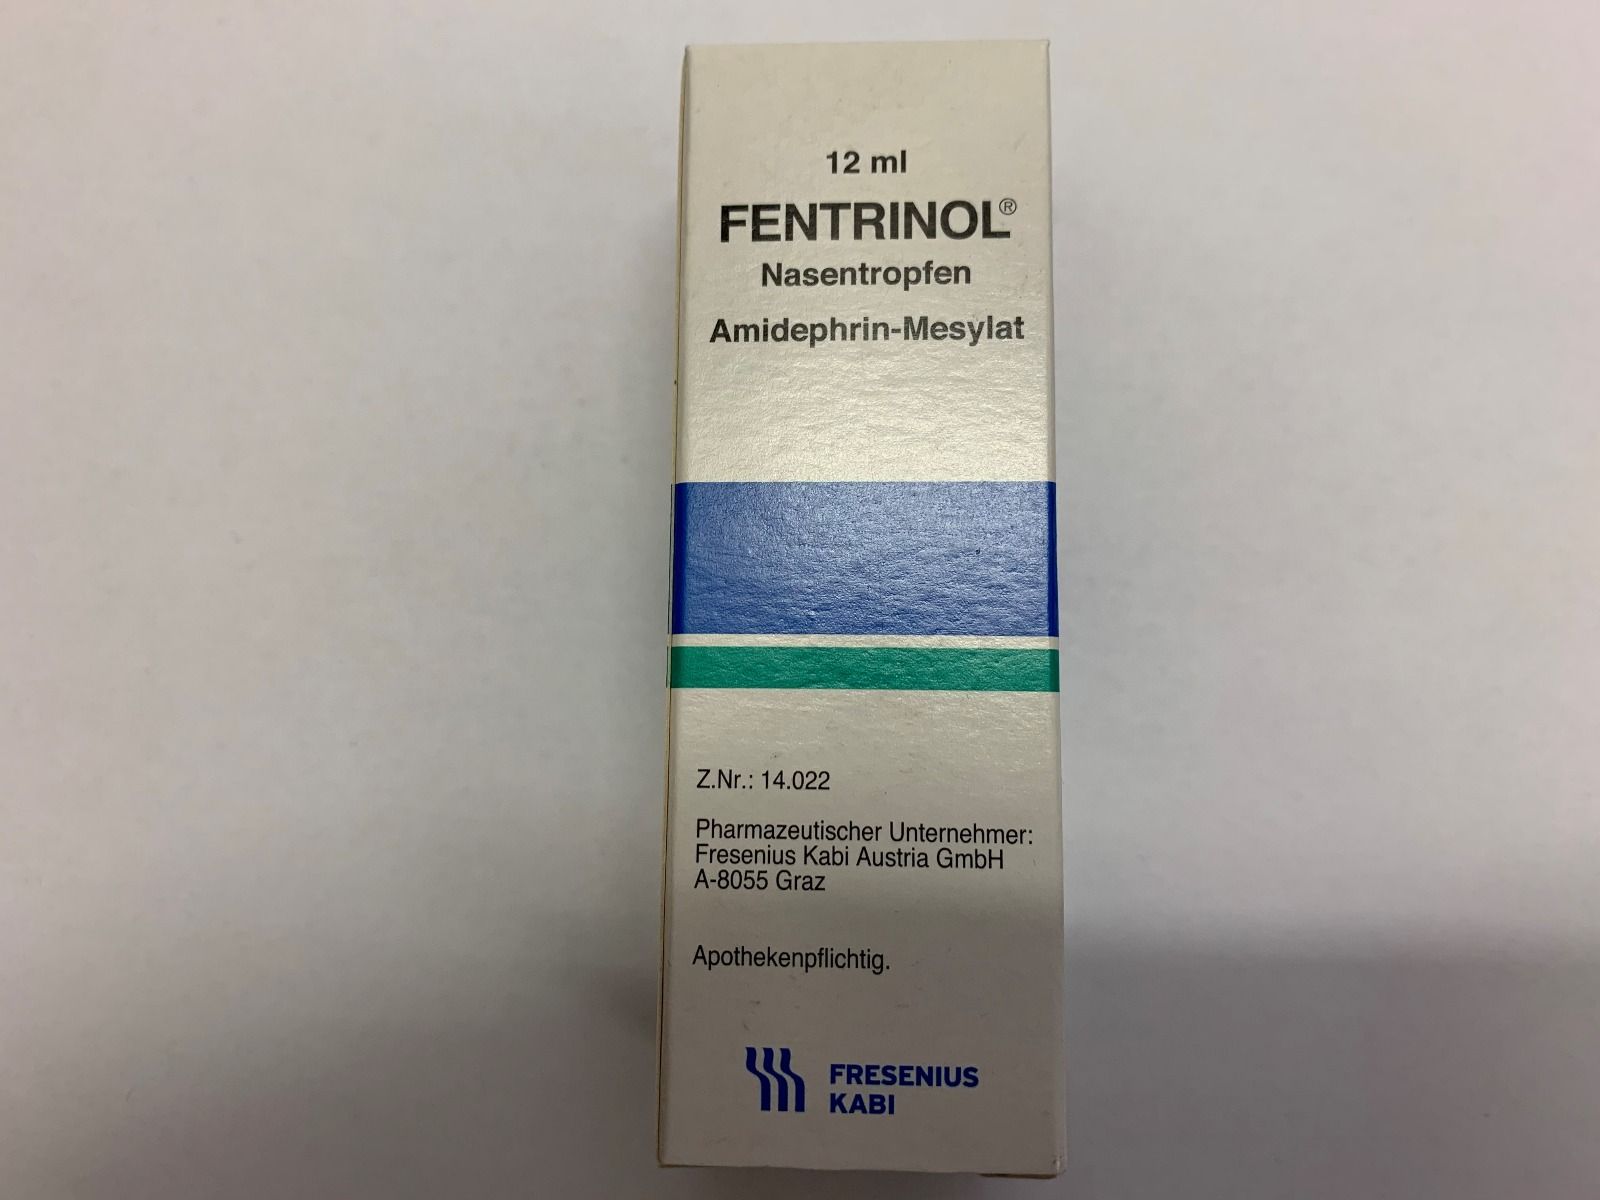 12 ml
FENTRINOL®
Nasentropfen
Amidephrin-Mesylat
Z.Nr.: 14.022
Pharmazeutischer Unternehmer:
Fresenius Kabi Austria GmbH
A-8055 Graz
Apothekenpflichtig.
FRESENIUS
KABI